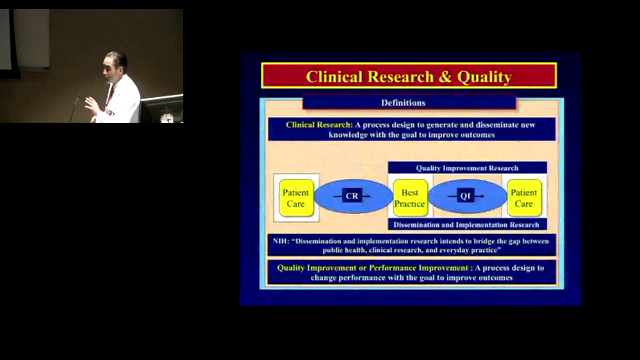 Clinical Research & Quality
Definitions
Clinical Research: A process design to generate and disseminate new
knowledge with the goal to improve outcomes
Quality Improvement Research
Patient
Care
CR
Best
Practice
QI
Patient
Care
Dissemination and Implementation Research
NIH: “Dissemination and implementation research intends to bridge the gap between
public health, clinical research, and everyday practice”
Quality Improvement or Performance Improvement : A process design to
change performance with the goal to improve outcomes